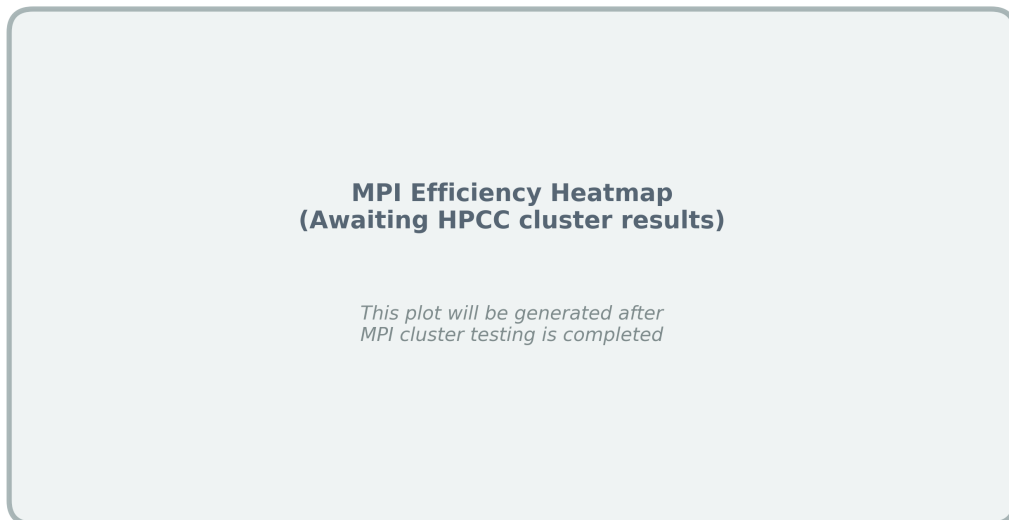 MPI Efficiency Heatmap
(Awaiting HPCC cluster results)
This plot will be generated after
MPI cluster testing is completed